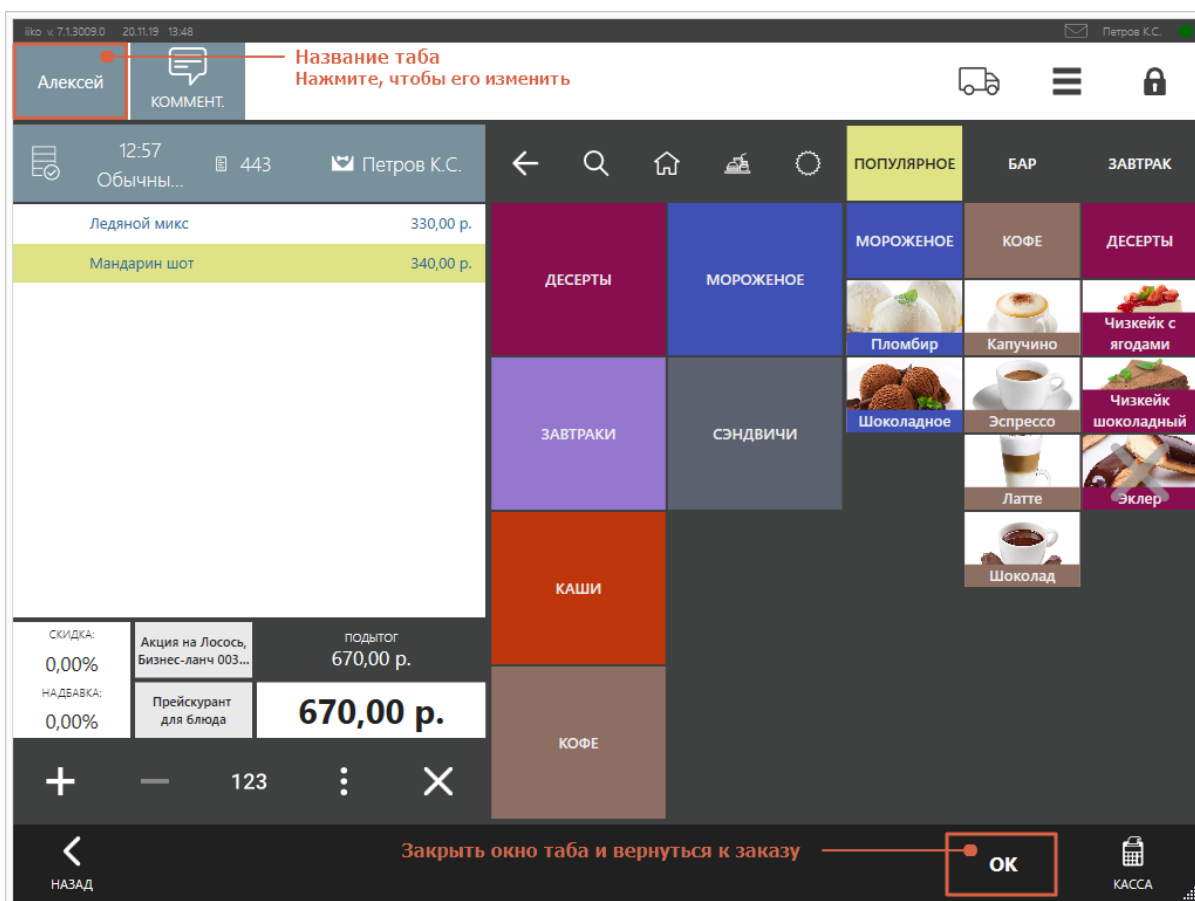 iiko v. 7.1.3009.0 20.11.19 13:48 Петров К.С.
Алексей
КОММЕНТ.
Название таба
Нажмите, чтобы его изменить
12:57
Обычны...
443
Петров К.С.
ПОПУЛЯРНОЕ
БАР
ЗАВТРАК
Ледяной микс 330,00 р.
Мандарин шот 340,00 р.
ДЕСЕРТЫ
МОРОЖЕНОЕ
ЗАВТРАКИ
СЭНДВИЧИ
КАШИ
КОФЕ
МОРОЖЕНОЕ
КОФЕ
ДЕСЕРТЫ
Пломбир
Капучино
Чизкейк с
ягодами
Шоколадное
Эспрессо
Чизкейк
шоколадный
Латте
Эклер
Шоколад
СКИДКА:
0,00%
НАДБАВКА:
0,00%
Акция на Лосось,
Бизнес-ланч 003...
Прейскурант
для блюда
ПОДЫТОГ
670,00 р.
670,00 р.
123
НАЗАД
Закрыть окно таба и вернуться к заказу
ОК
КАССА